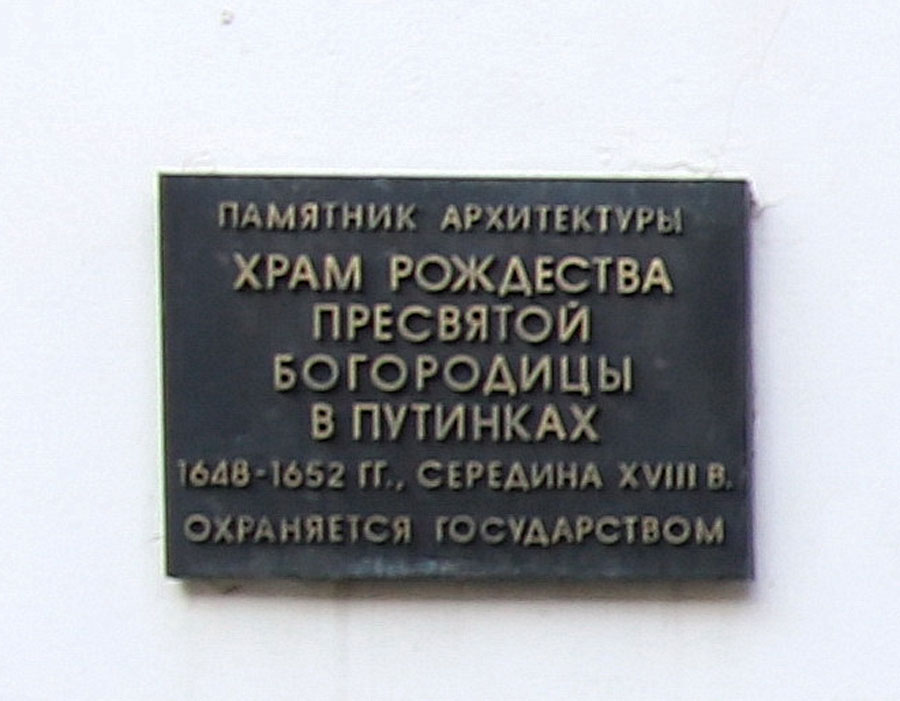 ПАМЯТНИК АРХИТЕКТУРЫ
ХРАМ РОЖДЕСТВА
ПРЕСВЯТОЙ
БОГОРОДИЦЫ
В ПУТИНКАХ
1648-1652 ГГ., СЕРЕДИНА XVIII В.
ОХРАНЯЕТСЯ ГОСУДАРСТВОМ